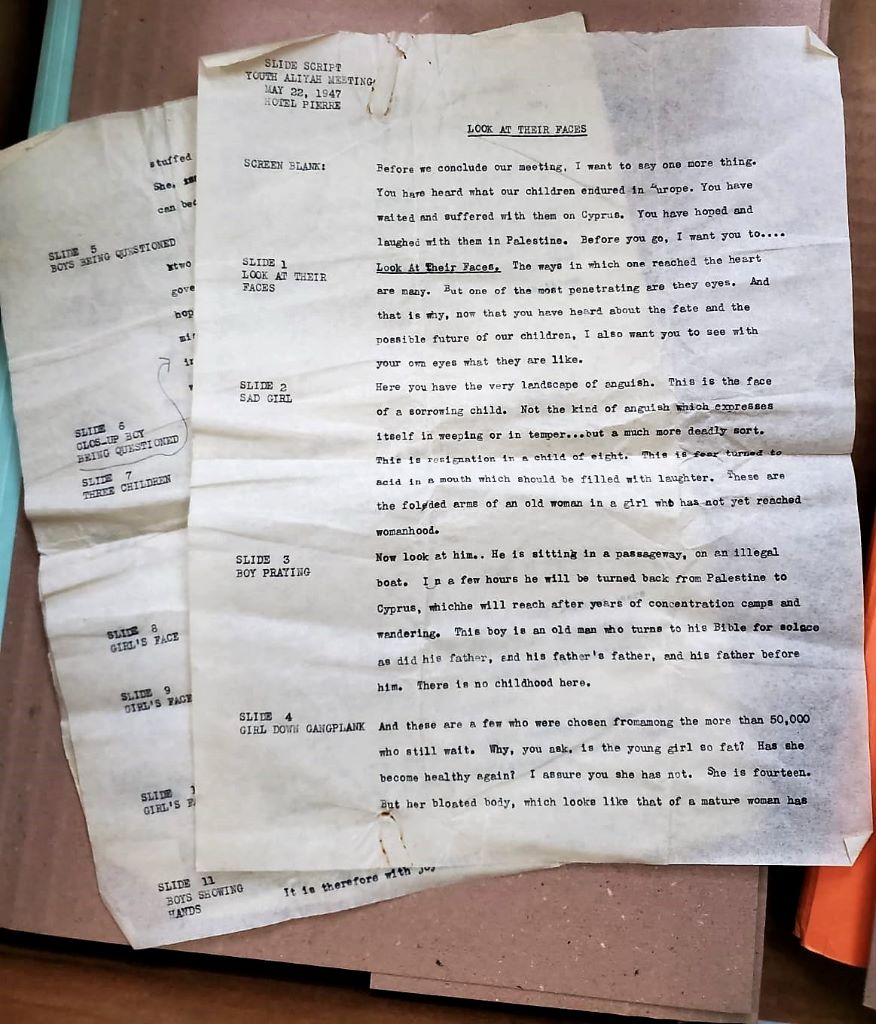 SLIDE SCRIPT
YOUTH ALIYAH MEETING
MAY 22, 1947
HOTEL PIERRE
LOOK AT THEIR FACES
SCREEN BLANK:
Before we conclude our meeting, I want to say one more thing.
You have heard what our children endured in Europe. You have
waited and suffered with them on Cyprus. You have hoped and
laughed with them in Palestine. Before you go, I want you to....
SLIDE 1
LOOK AT THEIR
FACES
Look At Their Faces. The ways in which one reached the heart
are many. But one of the most penetrating are they eyes. And
that is why, now that you have heard about the fate and the
possible future of our children, I also want you to see with
your own eyes what they are like.
SLIDE 2
SAD GIRL
Here you have the very landscape of anguish. This is the face
of a sorrowing child. Not the kind of anguish which expresses
itself in weeping or in temper...but a much more deadly sort.
This is resignation in a child of eight. This is fear turned to
acid in a mouth which should be filled with laughter. These are
the folyded arms of an old woman in a girl who has not yet reached
womanhood.
SLIDE 3
BOY PRAYING
Now look at him.. He is sitting in a passageway, on an illegal
boat. In a few hours he will be turned back from Palestine to
Cyprus, whichhe will reach after years of concentration camps and
wandering. This boy is an old man who turns to his Bible for solace
as did his father, and his father's father, and his father before
him. There is no childhood here.
SLIDE 4
GIRL DOWN GANGPLANK
And these are a few who were chosen fromamong the more than 50,000
who still wait. Why, you ask, is the young girl so fat? Has she
become healthy again? I assure you she has not. She is fourteen.
But her bloated body, which looks like that of a mature woman has
stuffed
She,
can
SLIDE 5
BOYS BEING QUESTIONED
xtwo
gove
hop
SLIDE 6
CLOS-UP BOY
BEING QUESTIONED
SLIDE 7
THREE CHILDREN
SLIDE 8
GIRL'S FACE
SLIDE 9
GIRL'S FACE
SLIDE 1
GIRL'S FA
SLIDE 11
BOYS SHOWING
HANDS
It is therefore with